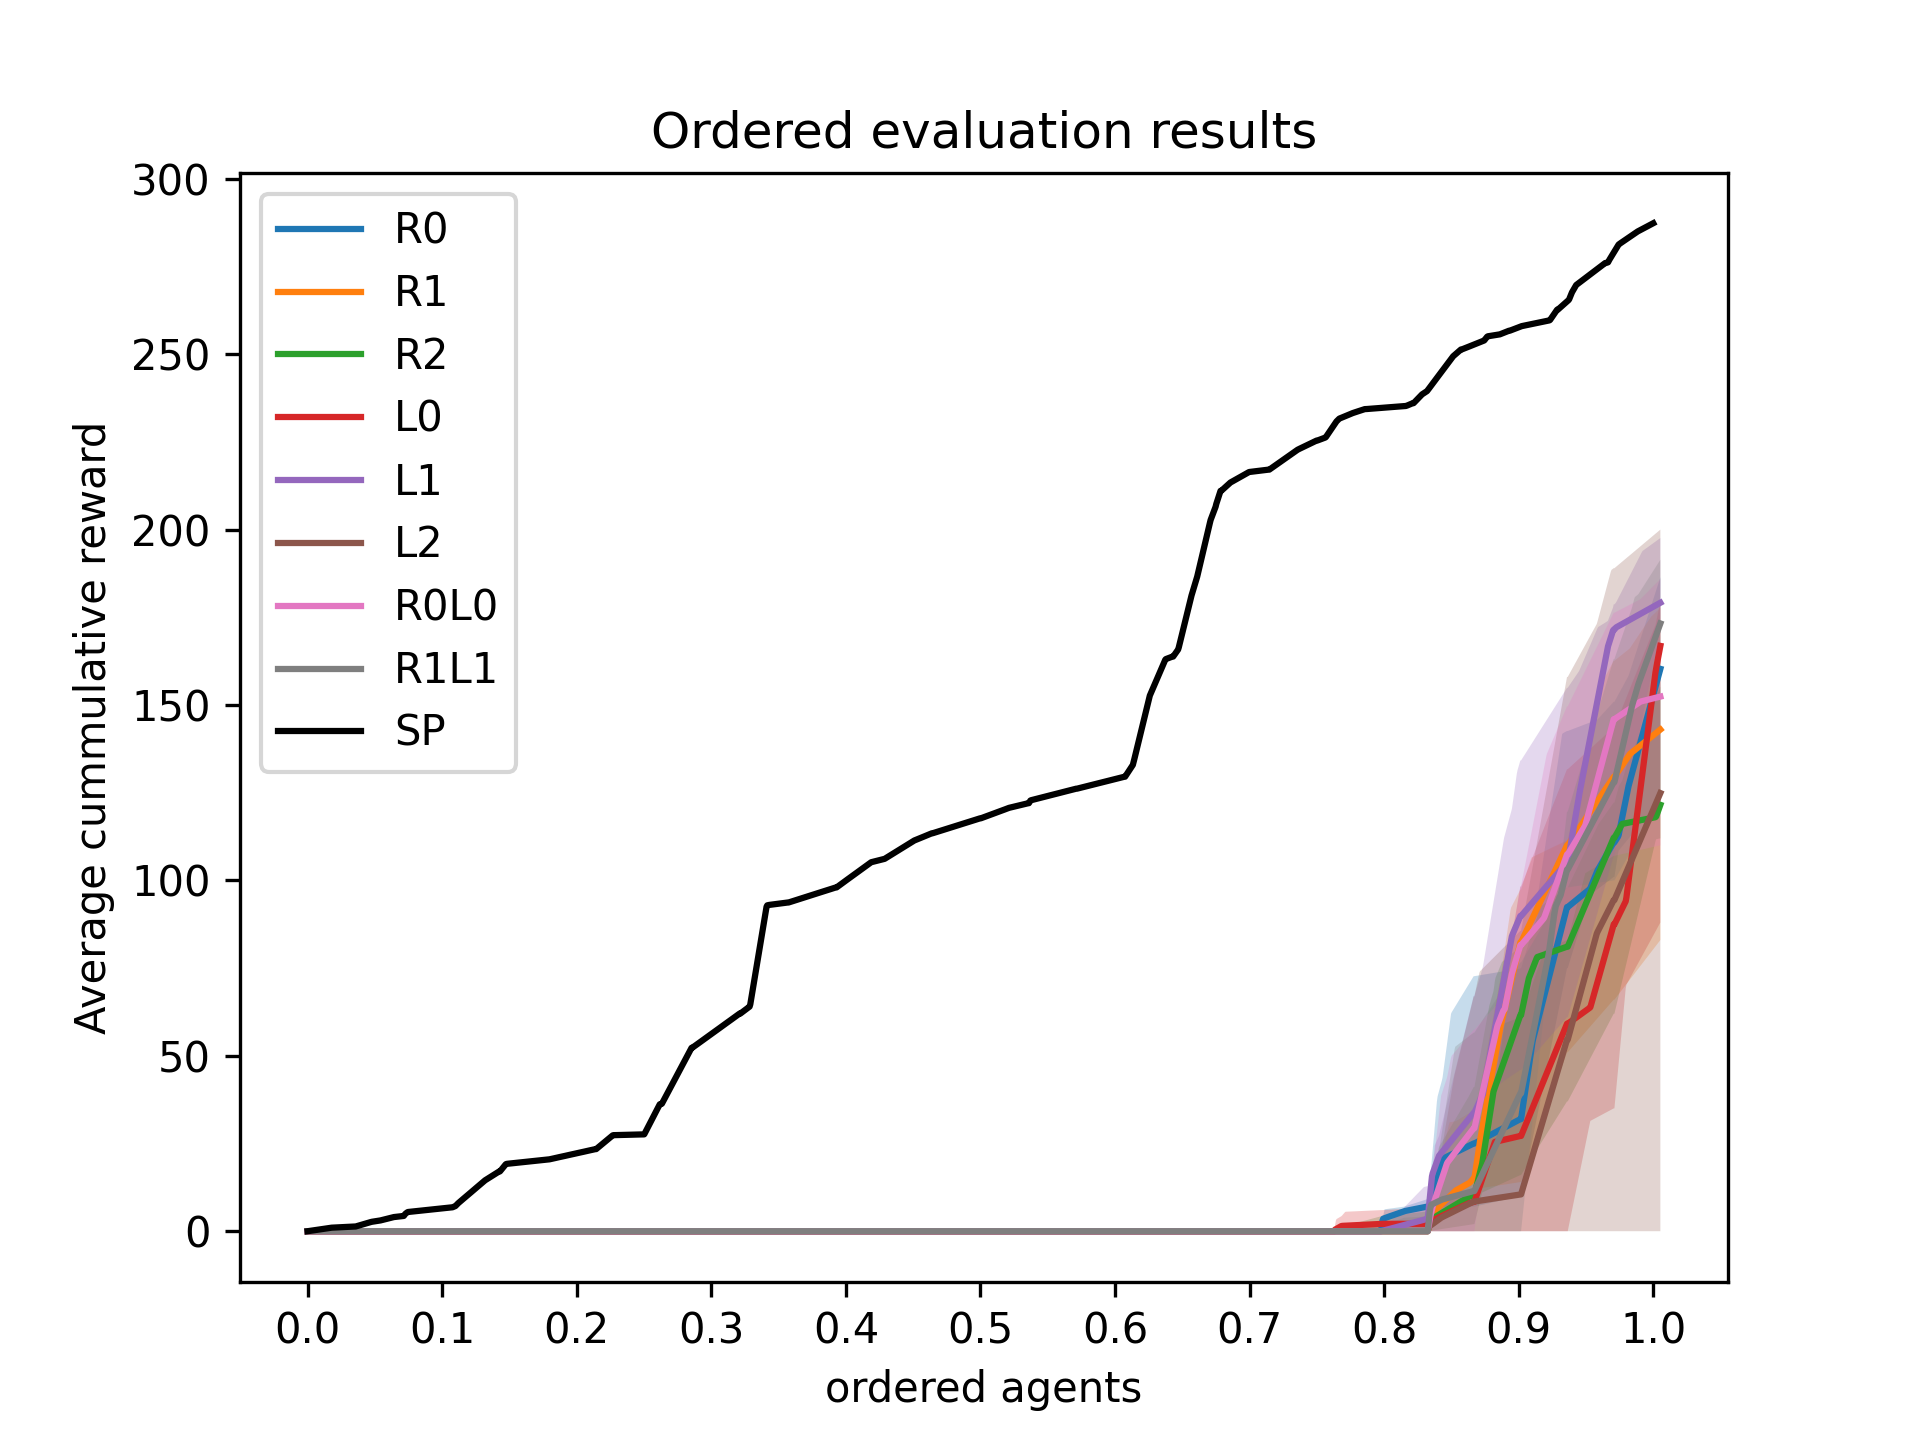 Ordered evaluation results
300
250
200
150
100
50
0
Average cummulative reward
R0
R1
R2
L0
L1
L2
R0L0
R1L1
SP
0.0 0.1 0.2 0.3 0.4 0.5 0.6 0.7 0.8 0.9 1.0
ordered agents